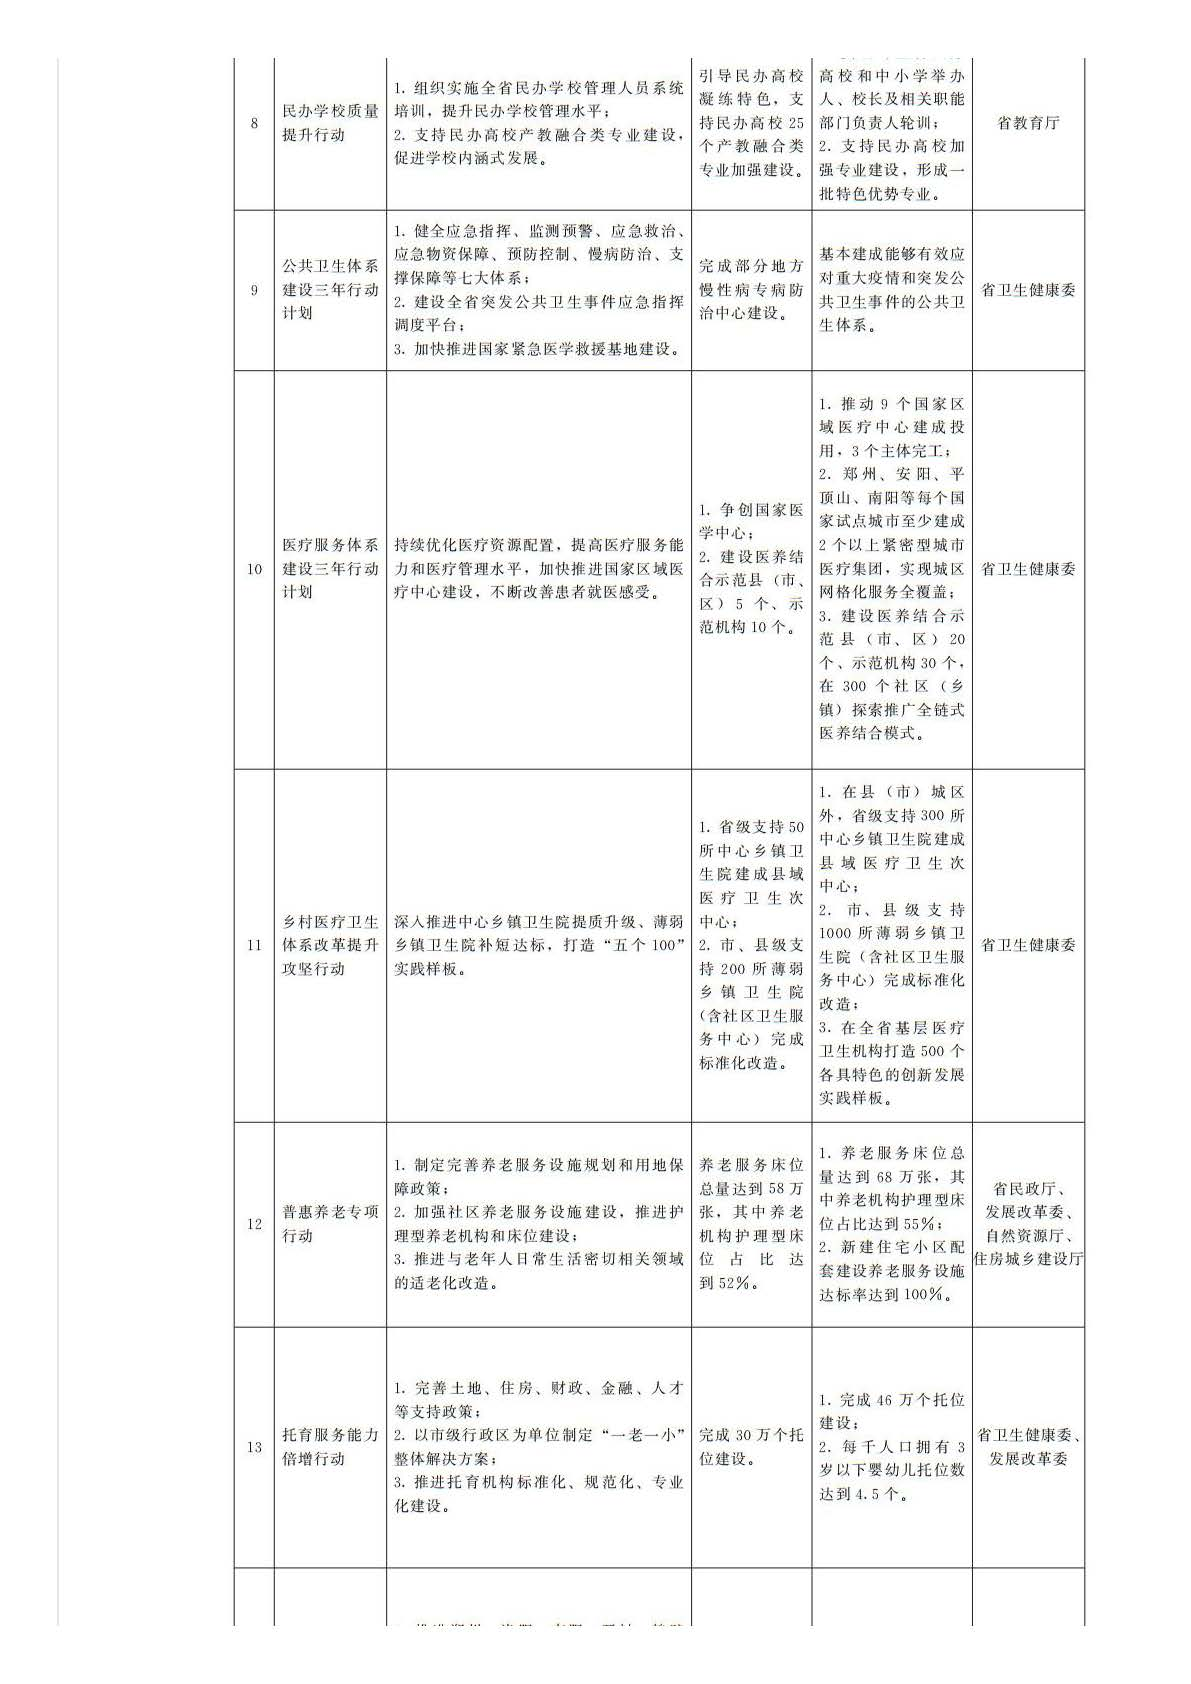 8
民办学校质量
提升行动
1. 组织实施全省民办学校管理人员系统
培训，提升民办学校管理水平；
2. 支持民办高校产教融合类专业建设，
促进学校内涵式发展。
引导民办高校
凝练特色，支
持民办高校 25
个产教融合类
专业加强建设。
高校和中小学举办
人、校长及相关职能
部门负责人轮训；
2. 支持民办高校加
强专业建设，形成一
批特色优势专业。
省教育厅
9
公共卫生体系
建设三年行动
计划
1. 健全应急指挥、监测预警、应急救治、
应急物资保障、预防控制、慢病防治、支
撑保障等七大体系；
2. 建设全省突发公共卫生事件应急指挥
调度平台；
3. 加快推进国家紧急医学救援基地建设。
完成部分地方
慢性病专病防
治中心建设。
基本建成能够有效应
对重大疫情和突发公
共卫生事件的公共卫
生体系。
省卫生健康委
10
医疗服务体系
建设三年行动
计划
持续优化医疗资源配置，提高医疗服务能
力和医疗管理水平，加快推进国家区域医
疗中心建设，不断改善患者就医感受。
1. 争创国家医
学中心；
2. 建设医养结
合示范县（市、
区）5 个、示
范机构 10 个。
1. 推动 9 个国家区
域医疗中心建成投
用，3 个主体完工；
2. 郑州、安阳、平
顶山、南阳等每个国
家试点城市至少建成
2 个以上紧密型城市
医疗集团，实现城区
网格化服务全覆盖；
3. 建设医养结合示
范县（市、区）20
个、示范机构 30 个，
在 300 个社区（乡
镇）探索推广全链式
医养结合模式。
省卫生健康委
11
乡村医疗卫生
体系改革提升
攻坚行动
深入推进中心乡镇卫生院提质升级、薄弱
乡镇卫生院补短达标，打造“五个 100”
实践样板。
1. 省级支持 50
所中心乡镇卫
生院建成县域
医疗卫生次
中心；
2. 市、县级支
持 200 所薄弱
乡镇卫生院
（含社区卫生服
务中心）完成
标准化改造。
1. 在县（市）城区
外，省级支持 300 所
中心乡镇卫生院建成
县域医疗卫生次
中心；
2. 市、县级支持
1000 所薄弱乡镇卫
生院（含社区卫生服
务中心）完成标准化
改造；
3. 在全省基层医疗
卫生机构打造 500 个
各具特色的创新发展
实践样板。
省卫生健康委
12
普惠养老专项
行动
1. 制定完善养老服务设施规划和用地保
障政策；
2. 加强社区养老服务设施建设，推进护
理型养老机构和床位建设；
3. 推进与老年人日常生活密切相关领域
的适老化改造。
养老服务床位
总量达到 58 万
张，其中养老
机构护理型床
位占比达
到 52%。
1. 养老服务床位总
量达到 68 万张，其
中养老机构护理型床
位占比达到 55%；
2. 新建住宅小区配
套建设养老服务设施
达标率达到 100%。
省民政厅、
发展改革委、
自然资源厅、
住房城乡建设厅
13
托育服务能力
倍增行动
1. 完善土地、住房、财政、金融、人才
等支持政策；
2. 以市级行政区为单位制定“一老一小”
整体解决方案；
3. 推进托育机构标准化、规范化、专业
化建设。
完成 30 万个托
位建设。
1. 完成 46 万个托位
建设；
2. 每千人口拥有 3
岁以下婴幼儿托位数
达到 4.5 个。
省卫生健康委、
发展改革委